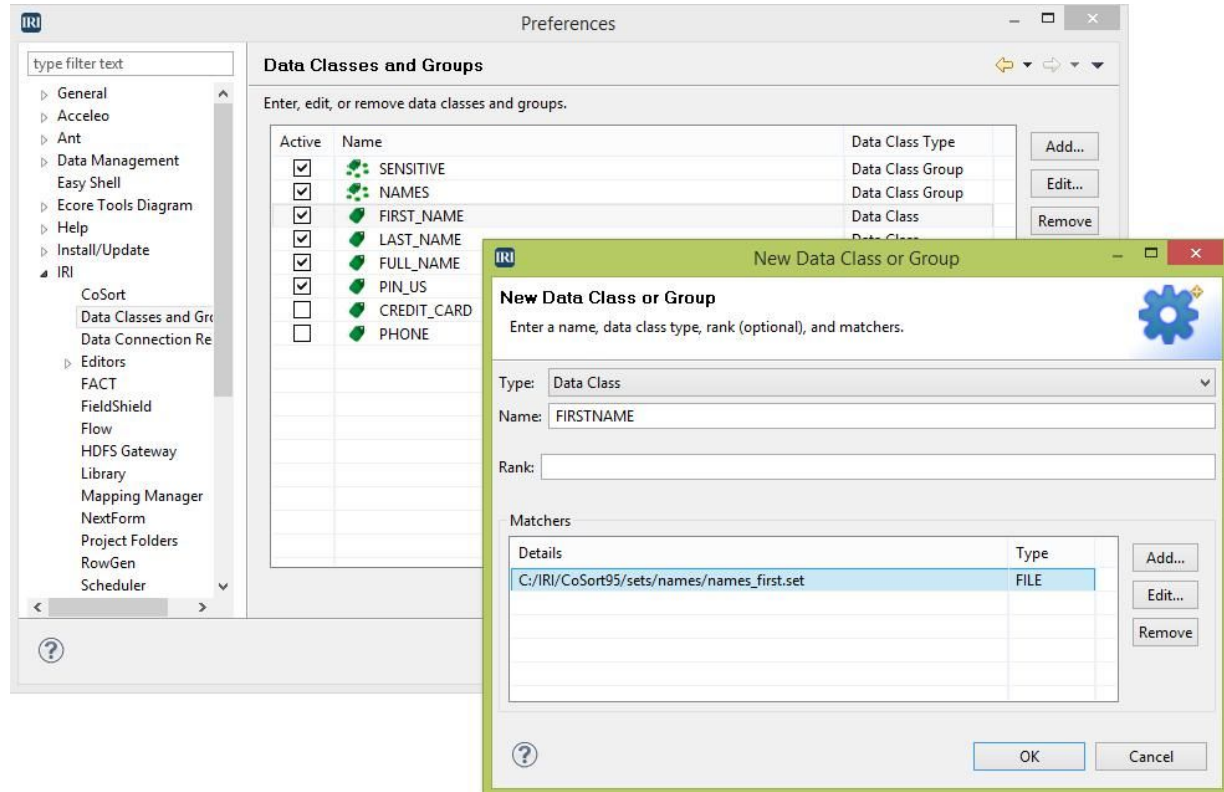 IRI Preferences
type filter text
General
Acceleo
Ant
Data Management
Easy Shell
Ecore Tools Diagram
Help
Install/Update
IRI
CoSort
Data Classes and Gro
Data Connection Re
Editors
FACT
FieldShield
Flow
HDFS Gateway
Library
Mapping Manager
NextForm
Project Folders
RowGen
Scheduler
Data Classes and Groups
Enter, edit, or remove data classes and groups.
Active Name Data Class Type
SENSITIVE Data Class Group
NAMES Data Class Group
FIRST_NAME Data Class
LAST_NAME Data Class
FULL_NAME
PIN_US
CREDIT_CARD
PHONE
Add...
Edit...
Remove
IRI New Data Class or Group
New Data Class or Group
Enter a name, data class type, rank (optional), and matchers.
Type: Data Class
Name: FIRSTNAME
Rank:
Matchers
Details Type
C:/IRI/CoSort95/sets/names/names_first.set FILE
Add...
Edit...
Remove
OK Cancel